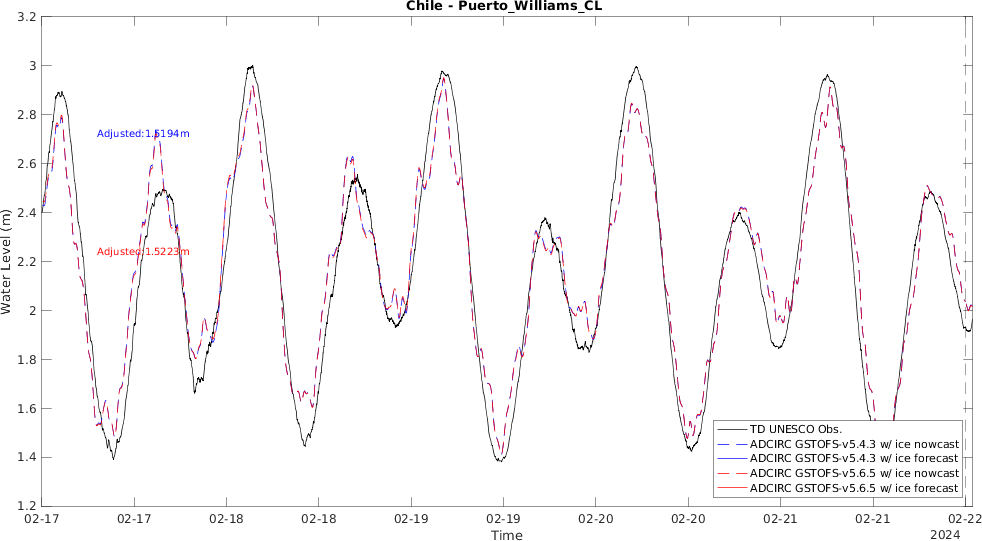 Chile - Puerto_Williams_CL
3.2
3
2.8
2.6
2.4
2.2
2
1.8
1.6
1.4
1.2
Water Level (m)
Adjusted:1.5194m
Adjusted:1.5223m
TD UNESCO Obs.
ADCIRC GSTOFS-v5.4.3 w/ ice nowcast
ADCIRC GSTOFS-v5.4.3 w/ ice forecast
ADCIRC GSTOFS-v5.6.5 w/ ice nowcast
ADCIRC GSTOFS-v5.6.5 w/ ice forecast
02-17 02-17 02-18 02-18 02-19 02-19 02-20 02-20 02-21 02-21 02-22
Time
2024